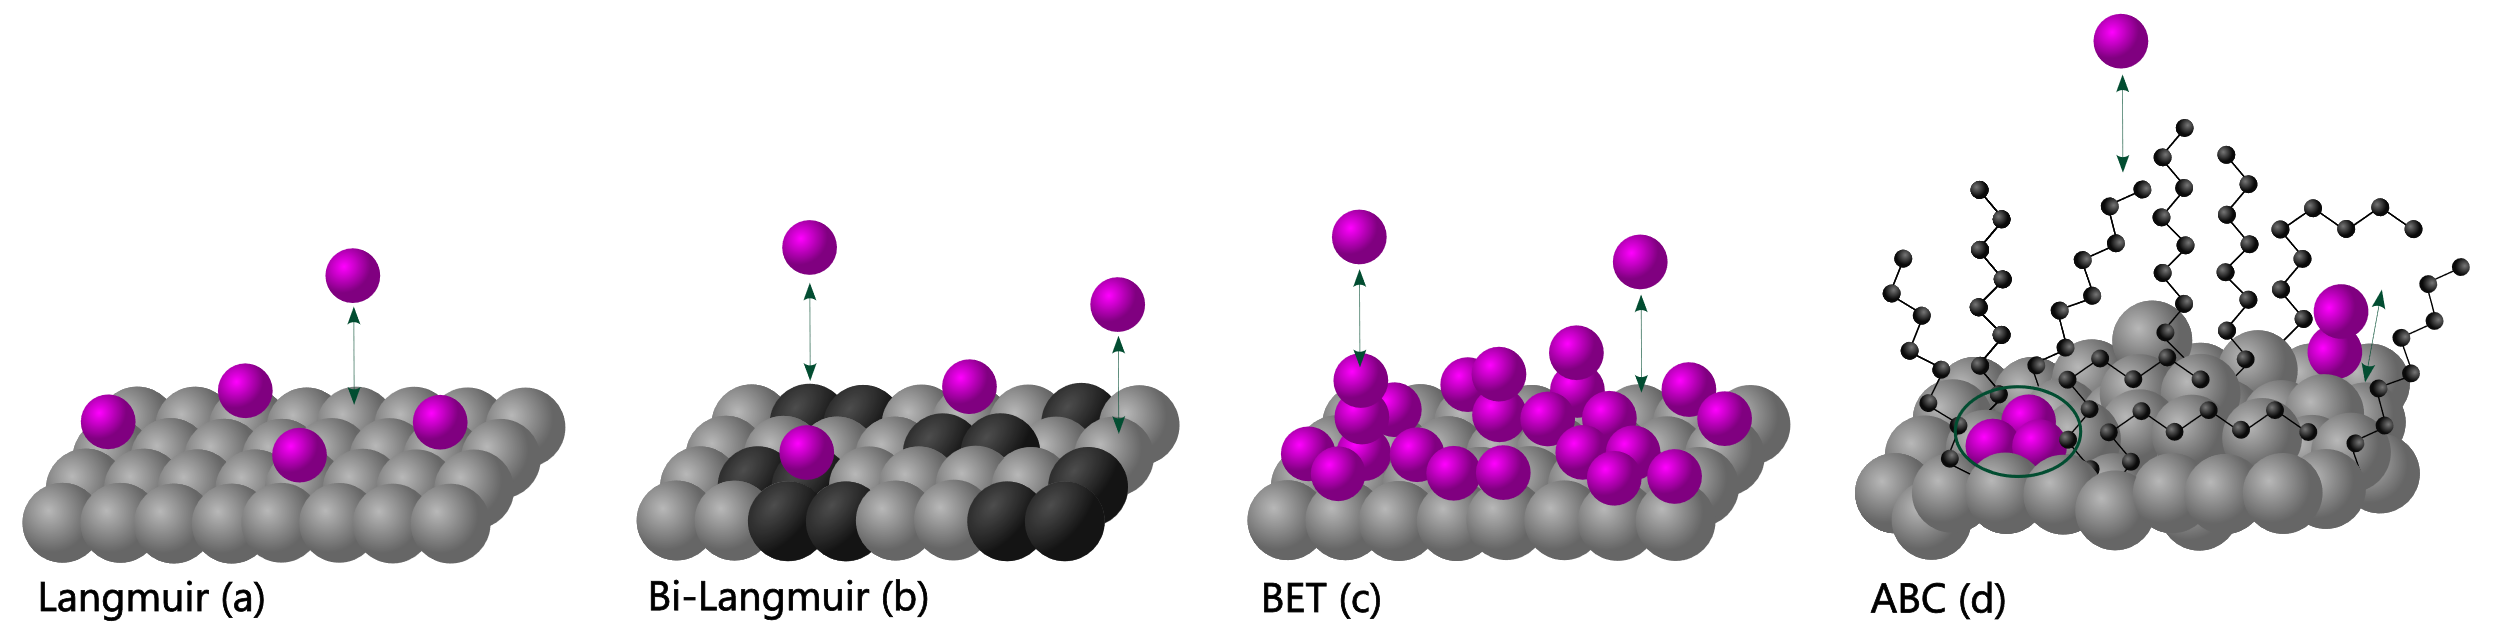 Langmuir (a)
Bi-Langmuir (b)
BET (c)
ABC (d)